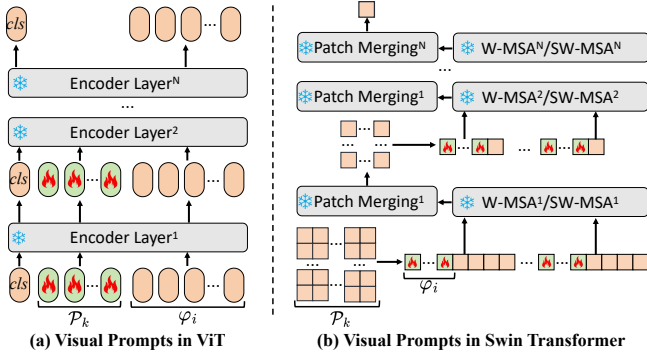 cls
Encoder Layer^N
...
Encoder Layer^2
cls
Encoder Layer^1
cls
P_k
φ_i
(a) Visual Prompts in ViT
Patch Merging^N
W-MSA^N/SW-MSA^N
...
Patch Merging^1
W-MSA^2/SW-MSA^2
Patch Merging^1
W-MSA^1/SW-MSA^1
P_k
φ_i
(b) Visual Prompts in Swin Transformer